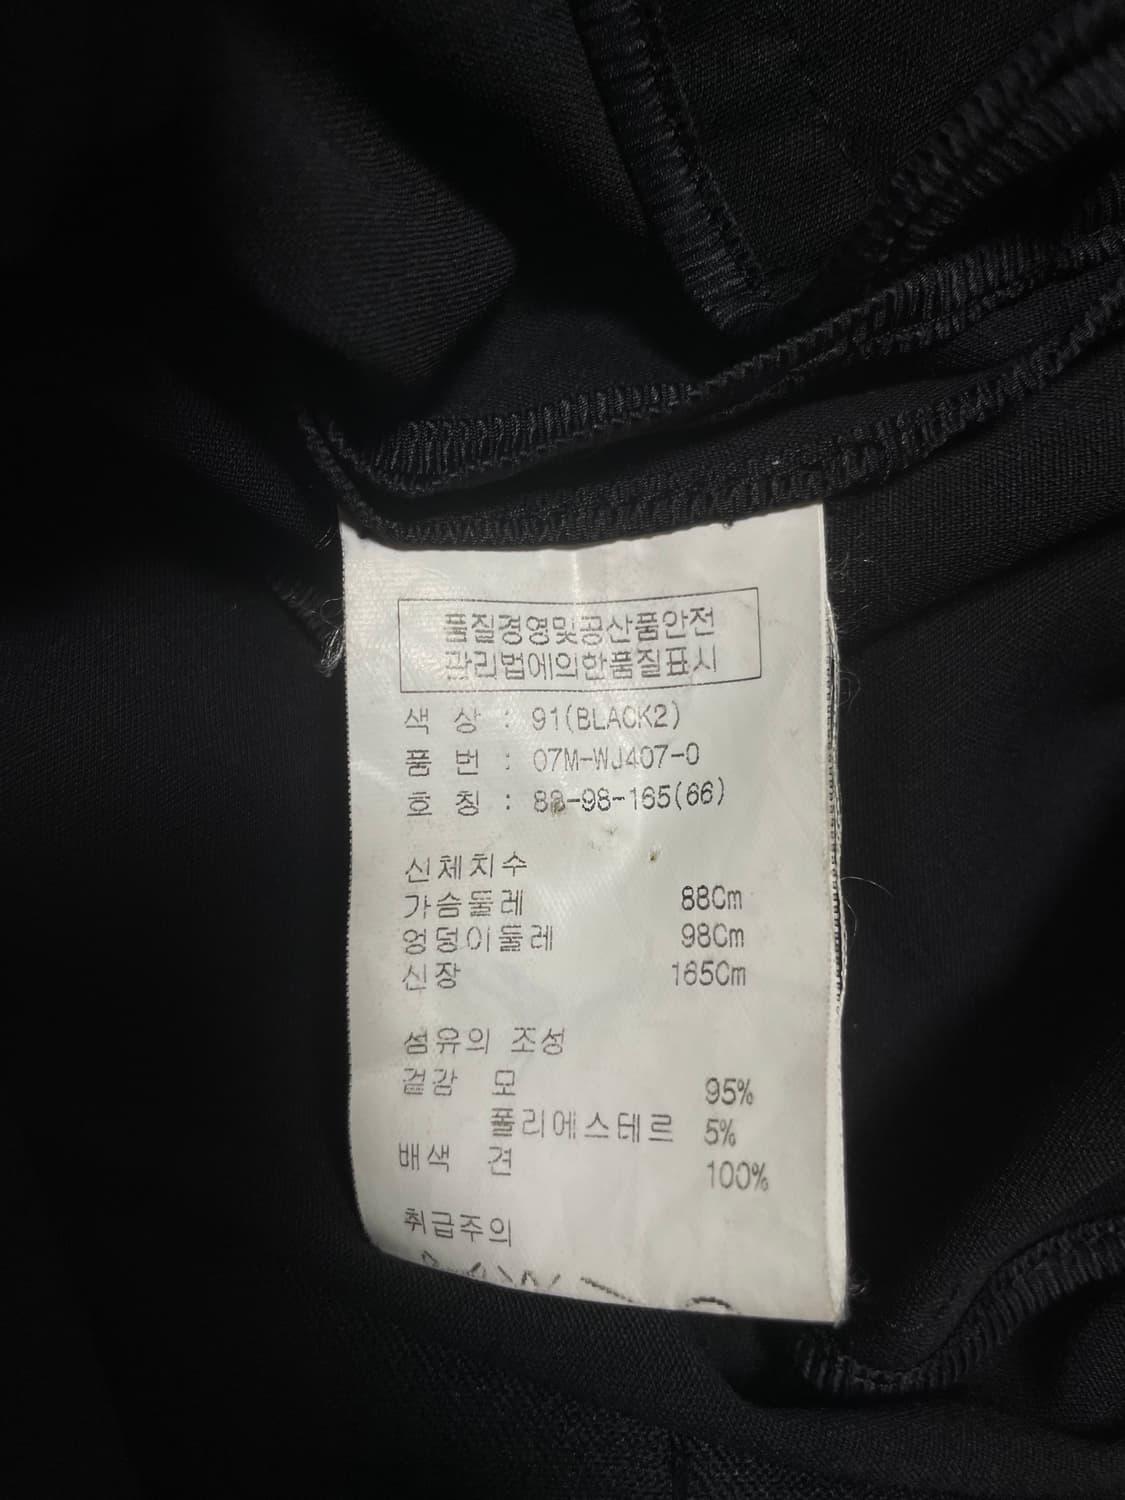 품질경영및공산품안전
관리법에의한품질표시
색 상 : 91(BLACK2)
품 번 : 07M-WJ407-0
호 칭 : 88-98-165(66)
신체치수
가슴둘레 88Cm
엉덩이둘레 98Cm
신장 165Cm
섬유의 조성
겉감 모 95%
폴리에스테르 5%
배색 견 100%
취급주의